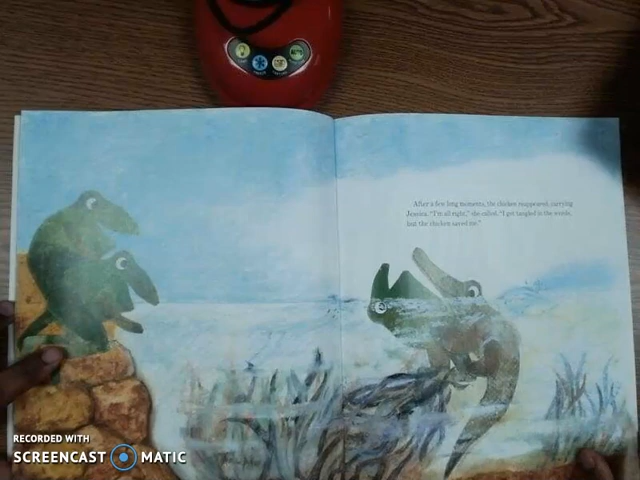 After a few long moments, the chicken reappeared, carrying
Jessica. "I'm all right," she called. "I got tangled in the weeds,
but the chicken saved me."
RECORDED WITH
SCREENCAST MATIC